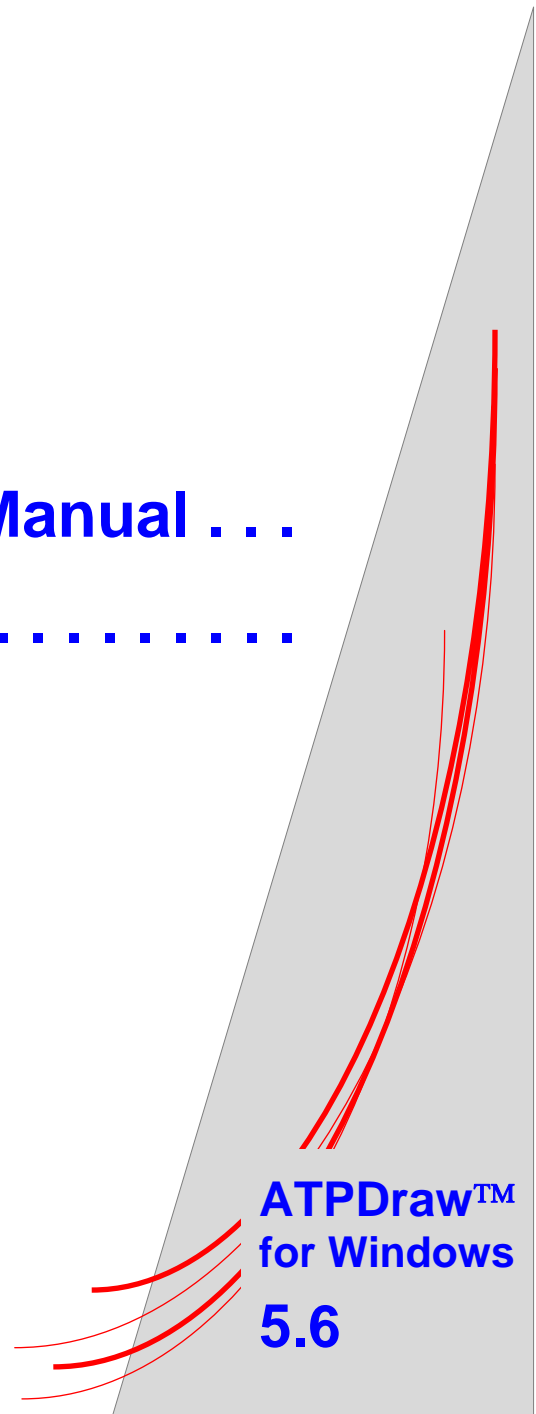 Manual . . .
. . . . . . . . .
ATPDraw™
for Windows
5.6